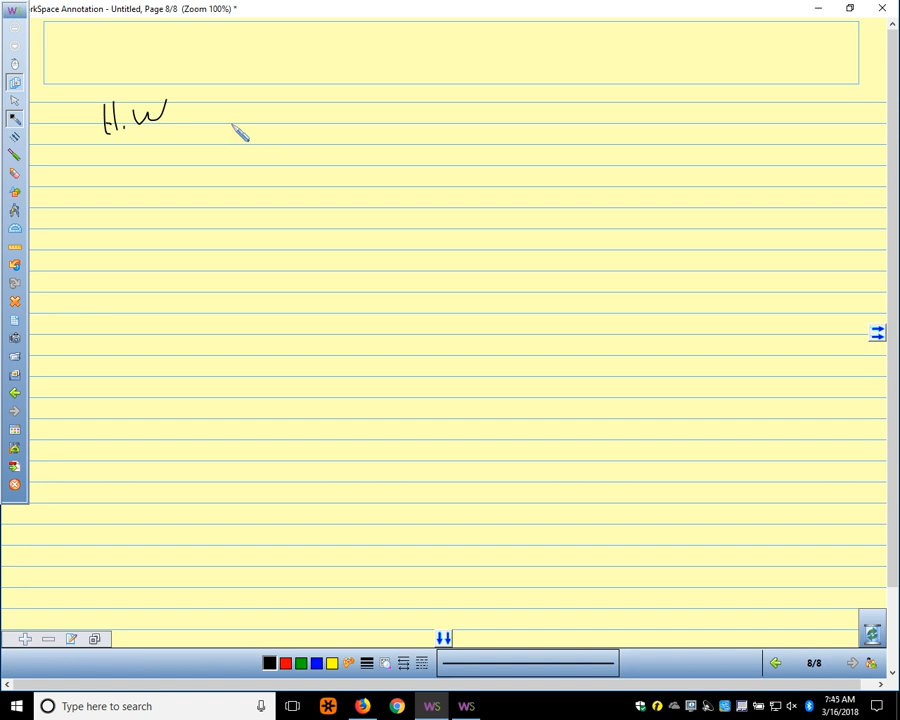 rkSpace Annotation - Untitled, Page 8/8 (Zoom 100%) *
H.W
8/8
Type here to search
7:45 AM
3/16/2018